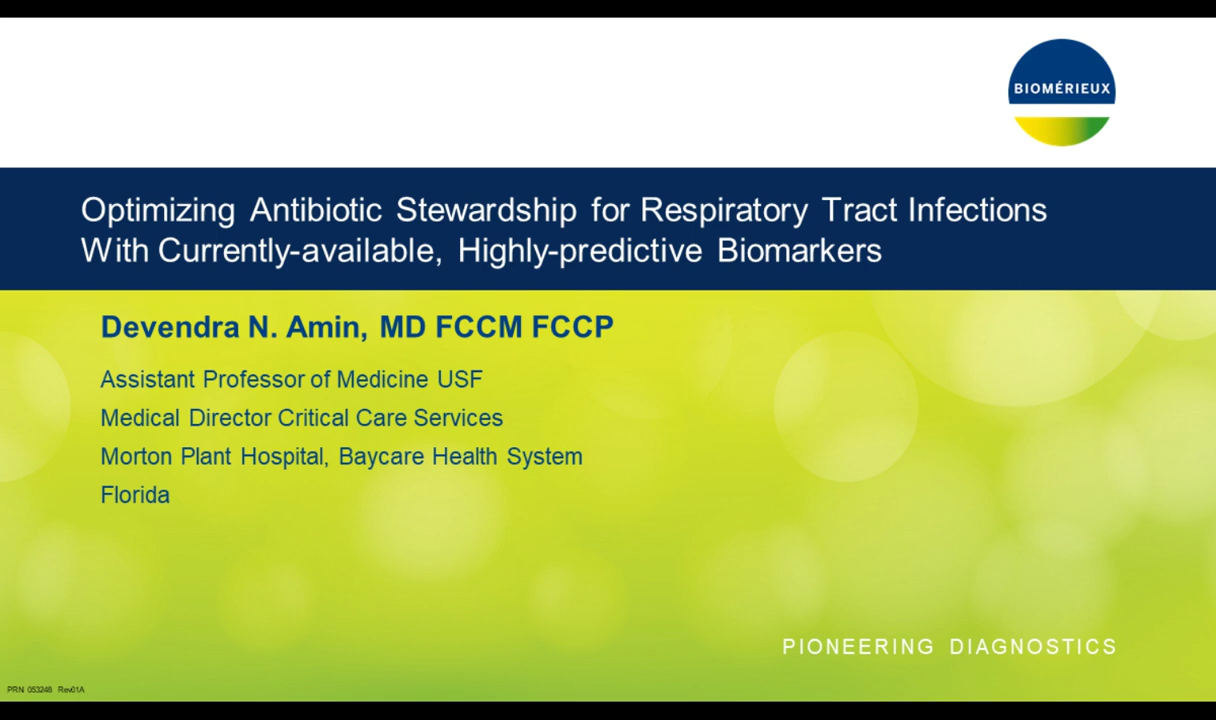 BIOMÉRIEUX
Optimizing Antibiotic Stewardship for Respiratory Tract Infections
With Currently-available, Highly-predictive Biomarkers
Devendra N. Amin, MD FCCM FCCP
Assistant Professor of Medicine USF
Medical Director Critical Care Services
Morton Plant Hospital, Baycare Health System
Florida
PIONEERING DIAGNOSTICS
PRN 053248 Rev01A